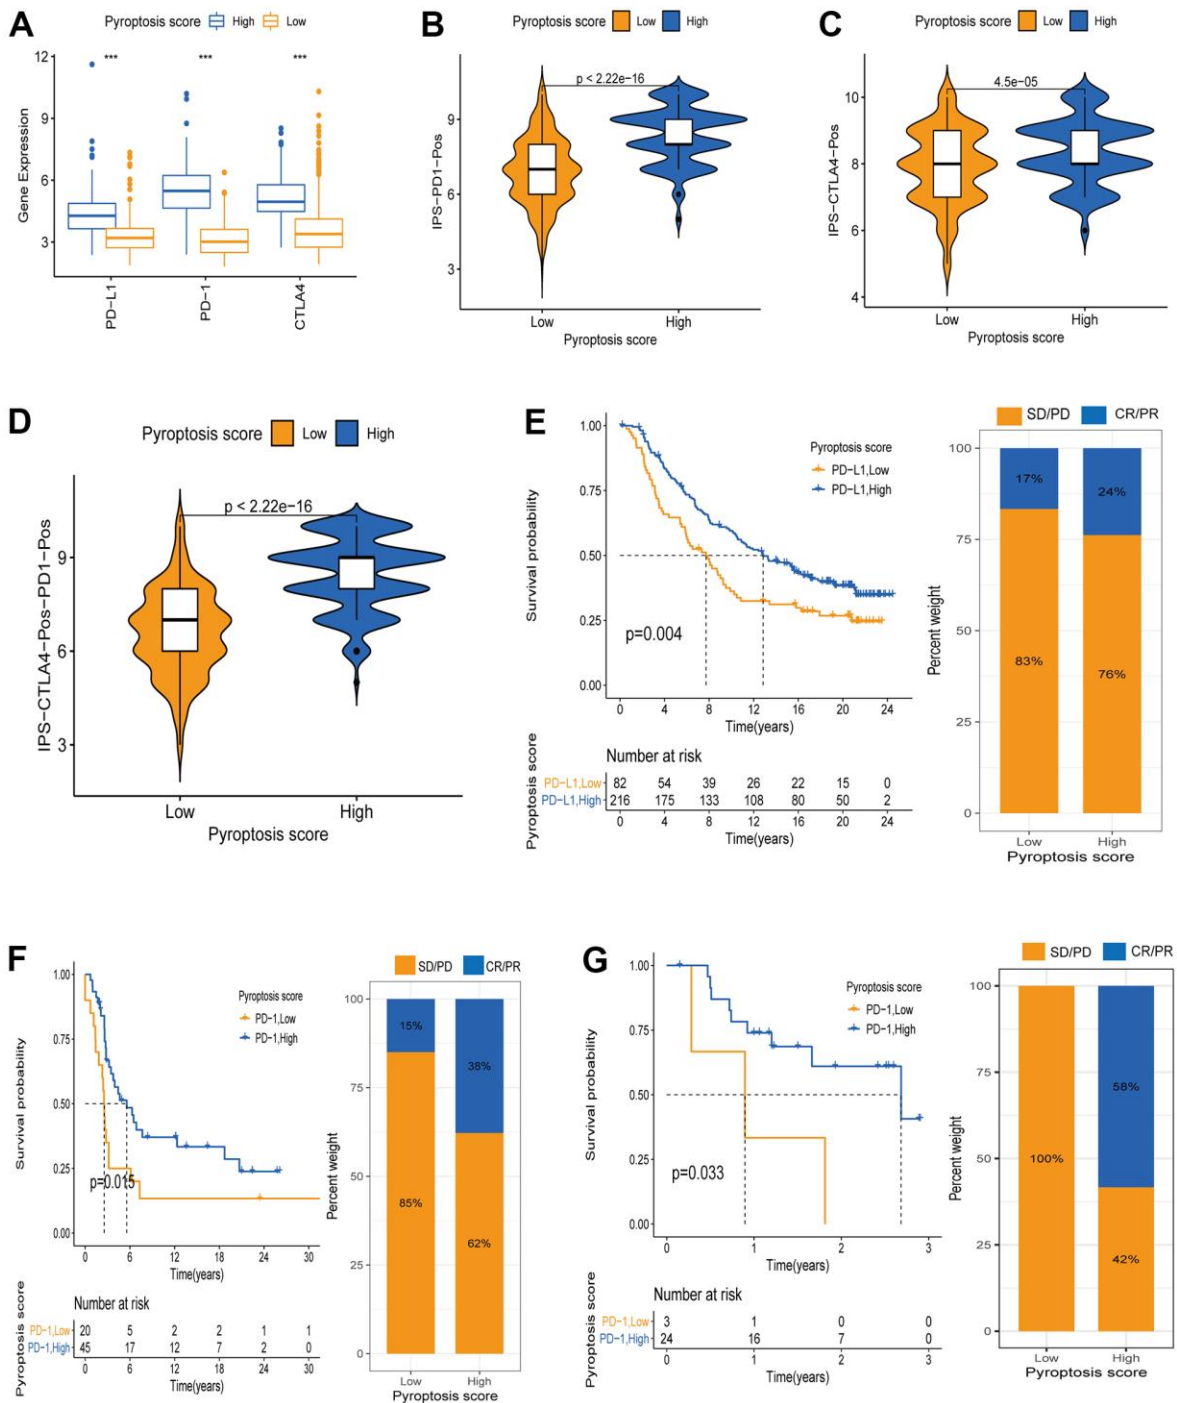 A
Pyroptosis score High Low
12
9
6
3
Gene Expression
*** *** ***
PD-L1
PD-1
CTLA4
B
Pyroptosis score Low High
p < 2.22e-16
9
6
3
IPS-PD1-Pos
Low High
Pyroptosis score
C
Pyroptosis score Low High
4.5e-05
10
8
6
4
IPS-CTLA4-Pos
Low High
Pyroptosis score
D
Pyroptosis score Low High
p < 2.22e-16
9
6
3
IPS-CTLA4-Pos-PD1-Pos
Low High
Pyroptosis score
E
Survival probability
1.00
0.75
0.50
0.25
0.00
Pyroptosis score
PD-L1,Low
PD-L1,High
p=0.004
0 4 8 12 16 20 24
Time(years)
Number at risk
Pyroptosis score
PD-L1,Low 82 54 39 26 22 15 0
PD-L1,High 216 175 133 108 80 50 2
0 4 8 12 16 20 24
Time(years)
SD/PD CR/PR
Percent weight
100
75
50
25
0
17%
24%
83%
76%
Low High
Pyroptosis score
F
Survival probability
1.00
0.75
0.50
0.25
0.00
Pyroptosis score
PD-1,Low
PD-1,High
p=0.015
0 6 12 18 24 30
Time(years)
Number at risk
Pyroptosis score
PD-1,Low 20 5 2 2 1 1
PD-1,High 45 17 12 7 2 0
0 6 12 18 24 30
Time(years)
SD/PD CR/PR
Percent weight
100
75
50
25
0
15%
38%
85%
62%
Low High
Pyroptosis score
G
Survival probability
1.00
0.75
0.50
0.25
0.00
Pyroptosis score
PD-1,Low
PD-1,High
p=0.033
0 1 2 3
Time(years)
Number at risk
Pyroptosis score
PD-1,Low 3 1 0 0
PD-1,High 24 16 7 0
0 1 2 3
Time(years)
SD/PD CR/PR
Percent weight
100
75
50
25
0
58%
100%
42%
Low High
Pyroptosis score